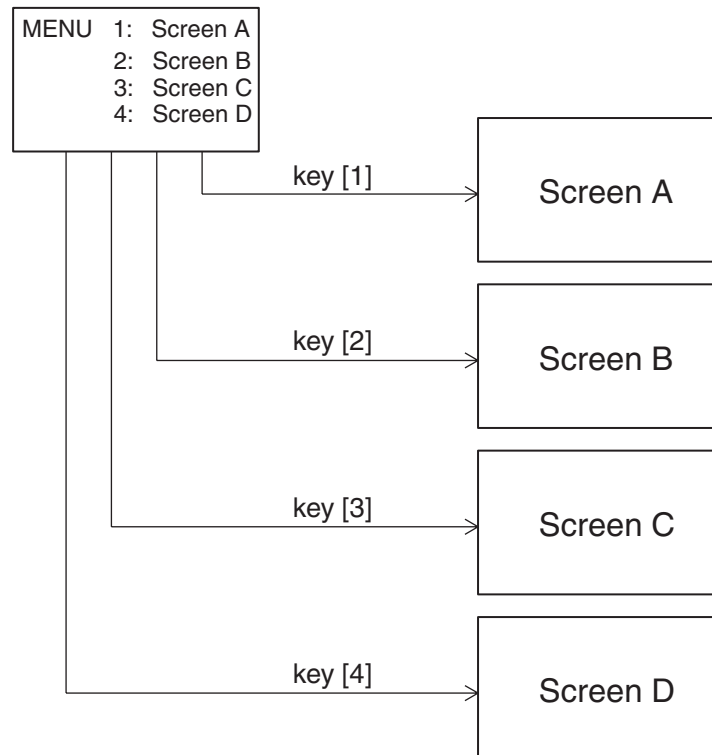 MENU 1: Screen A
2: Screen B
3: Screen C
4: Screen D
key [1]
Screen A
key [2]
Screen B
key [3]
Screen C
key [4]
Screen D